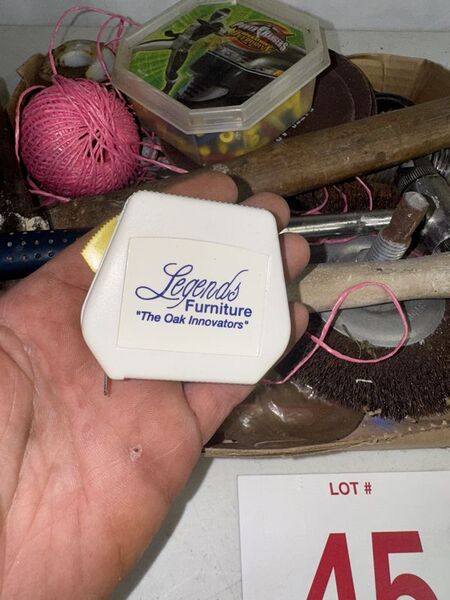 Legends
Furniture
"The Oak Innovators"
LOT #
45